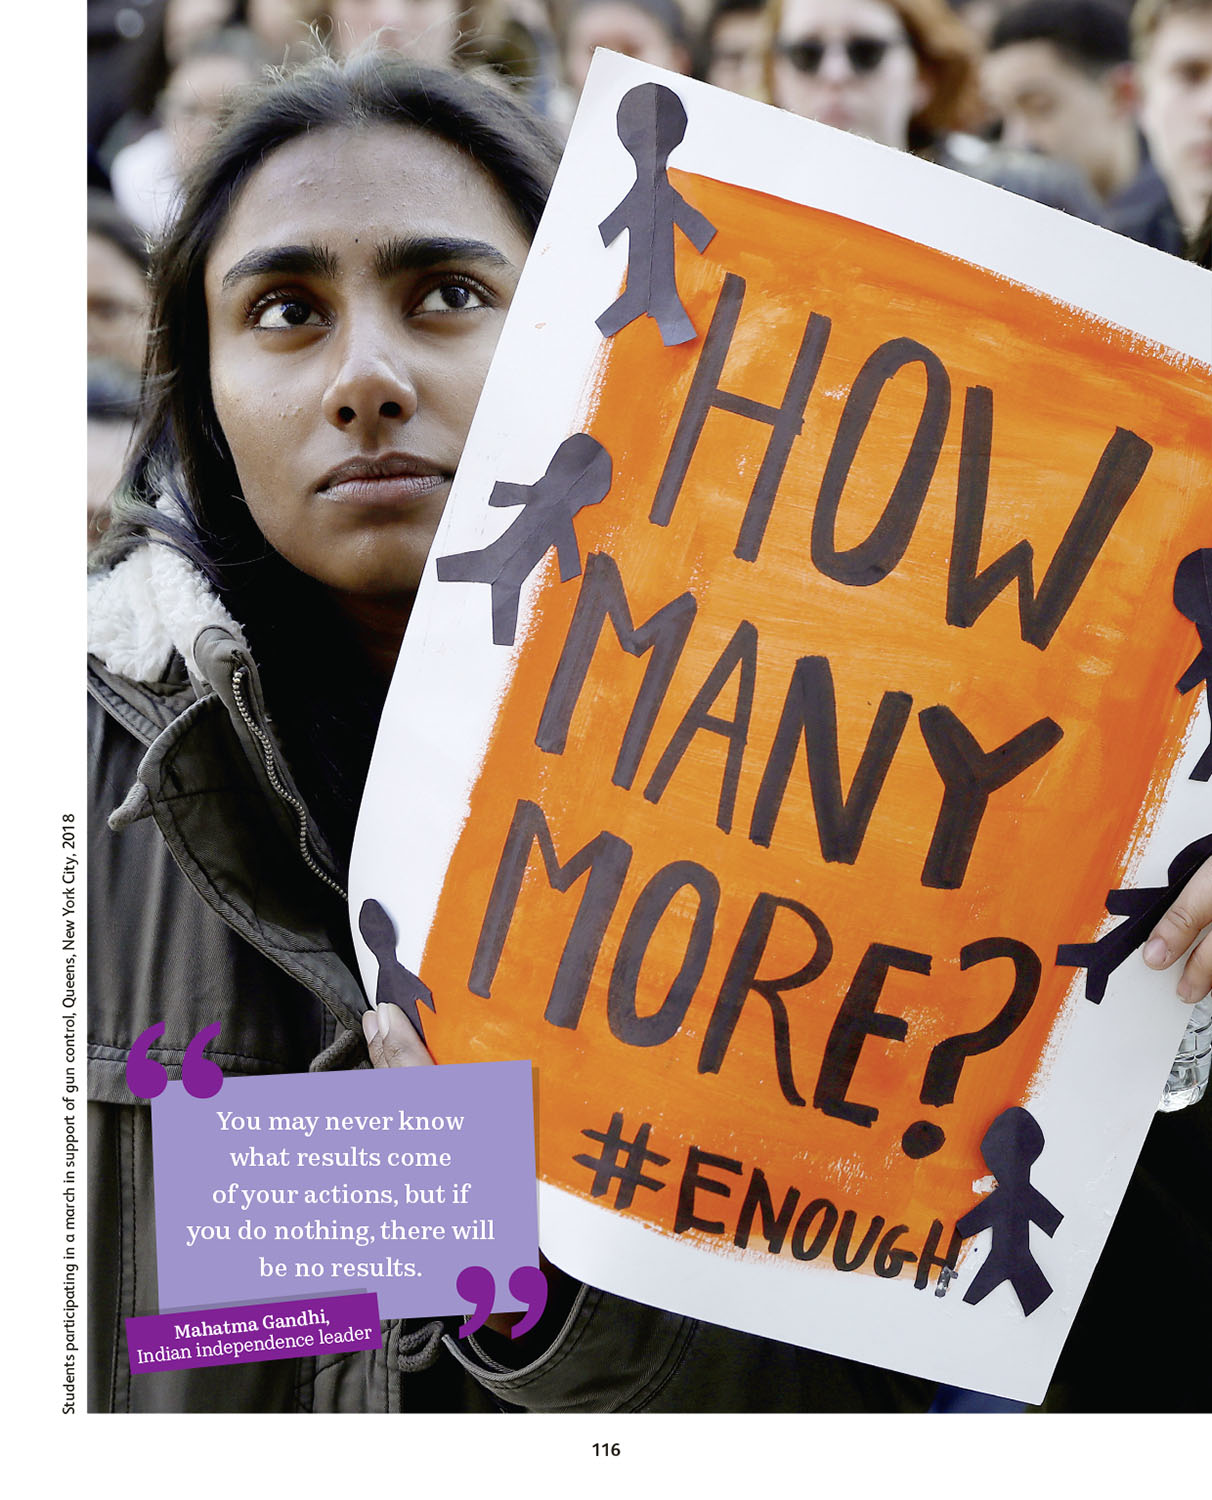 HOW
MANY
MORE?
#ENOUGH
You may never know
what results come
of your actions, but if
you do nothing, there will
be no results.
Mahatma Gandhi,
Indian independence leader
Students participating in a march in support of gun control, Queens, New York City, 2018
116